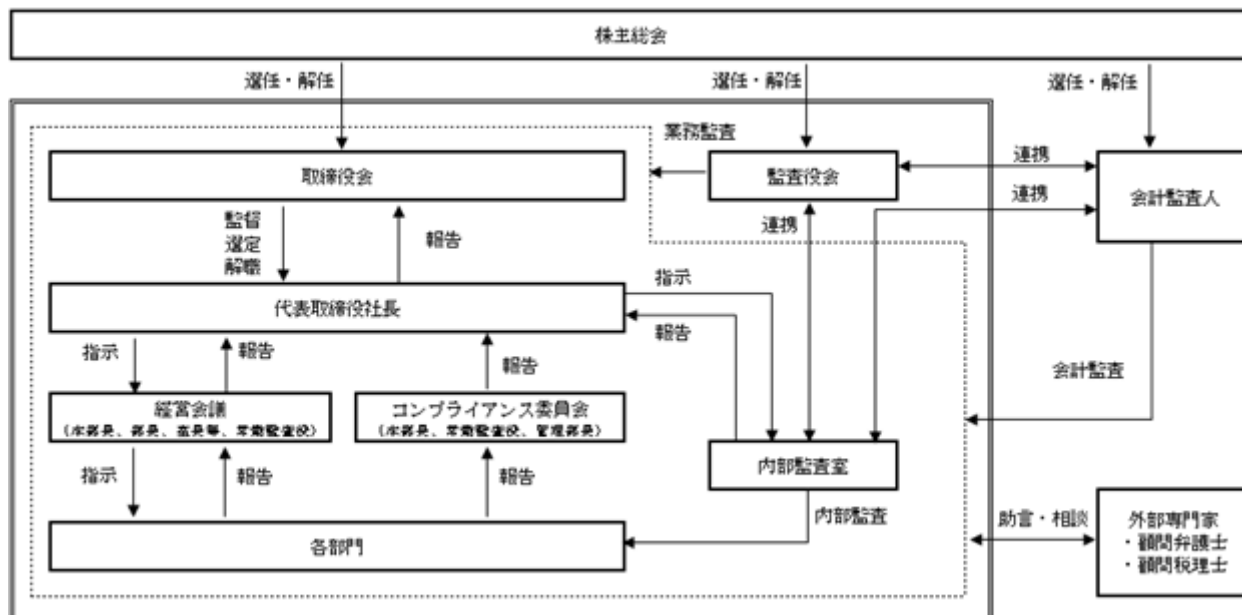 株主総会
選任・解任
選任・解任
選任・解任
業務監査
取締役会
監査役会
連携
会計監査人
連携
監督
選定
解職
報告
連携
代表取締役社長
指示
報告
指示
報告
報告
会計監査
経営会議
(本部長、部長、室長等、常勤監査役)
コンプライアンス委員会
(本部長、常勤監査役、管理部長)
内部監査室
指示
報告
報告
内部監査
各部門
助言・相談
外部専門家
・顧問弁護士
・顧問税理士